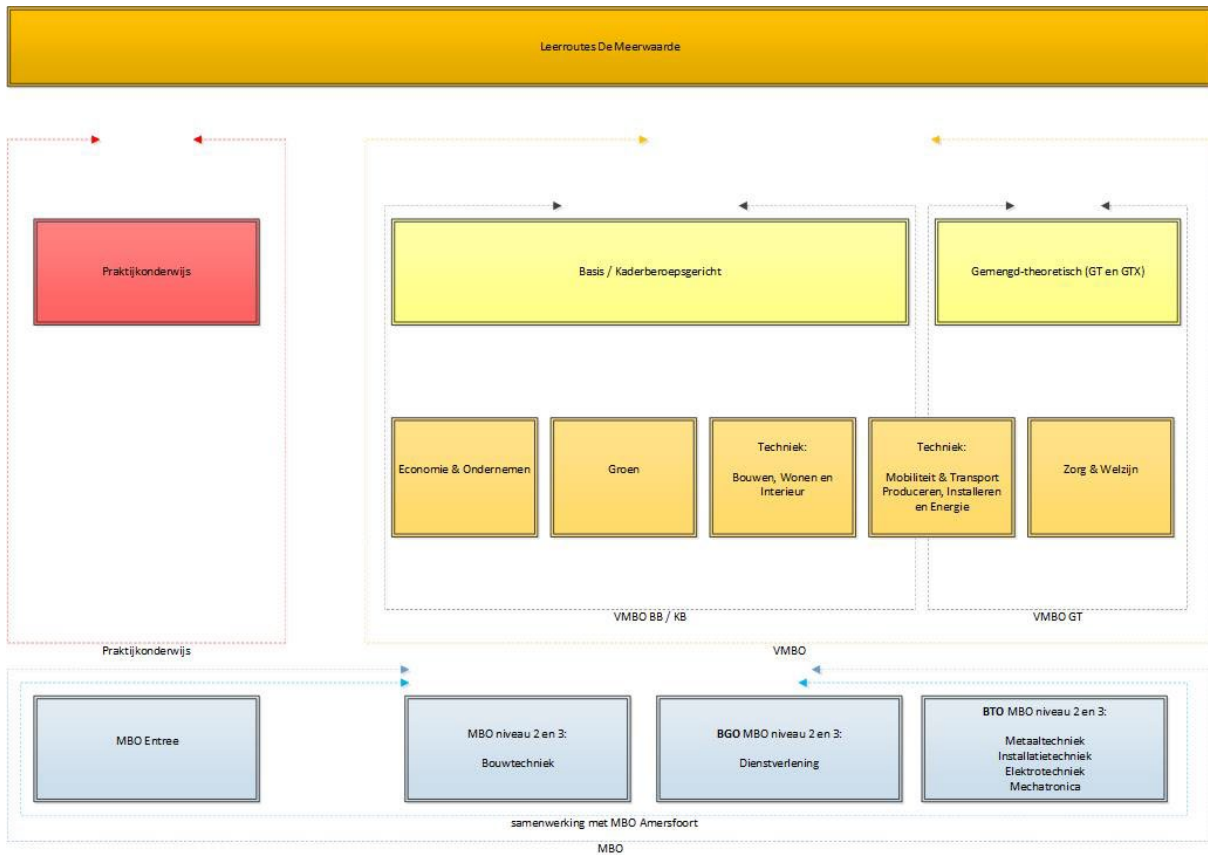 Leerroutes De Meerwaarde
Praktijkonderwijs
Basis / Kaderberoepsgericht
Gemengd-theoretisch (GT en GTX)
Economie & Ondernemen
Groen
Techniek:
Bouwen, Wonen en
Interieur
Techniek:
Mobiliteit & Transport
Produceren, Installeren
en Energie
Zorg & Welzijn
VMBO BB / KB
VMBO GT
Praktijkonderwijs
VMBO
MBO Entree
MBO niveau 2 en 3:
Bouwtechniek
BGO MBO niveau 2 en 3:
Dienstverlening
BTO MBO niveau 2 en 3:
Metaaltechniek
Installatietechniek
Elektrotechniek
Mechatronica
samenwerking met MBO Amersfoort
MBO